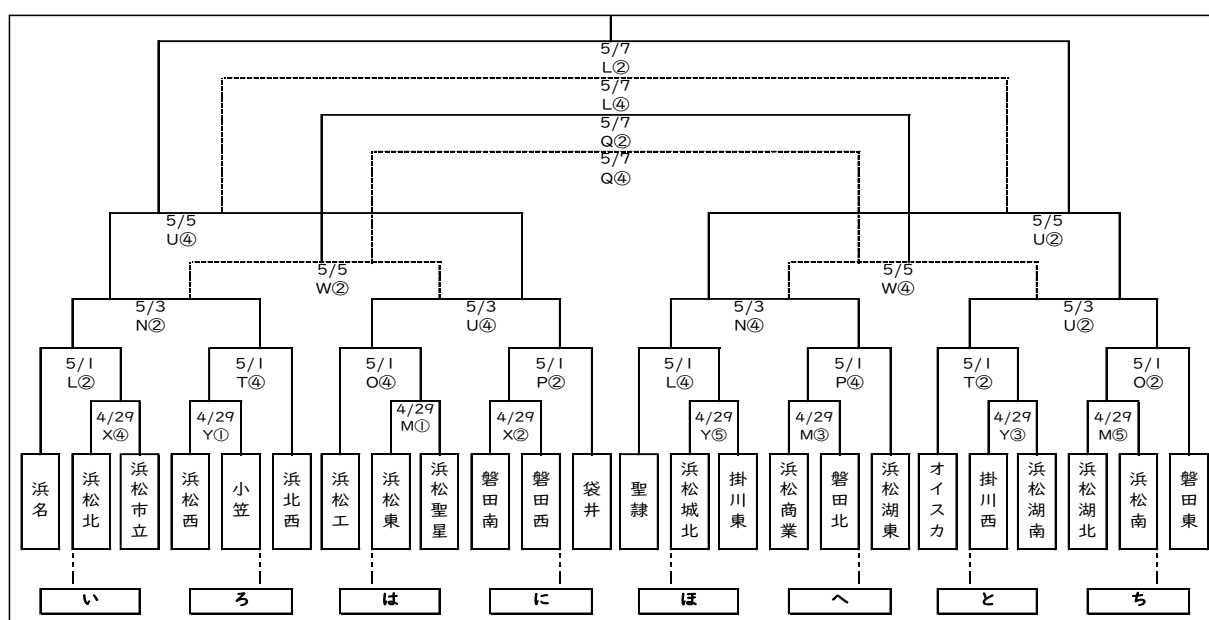 5/7
L②
5/7
L④
5/7
Q②
5/7
Q④
5/5
U④
5/5
U②
5/5
W②
5/5
W④
5/3
N②
5/3
U④
5/3
N④
5/3
U②
5/1
L②
5/1
T④
5/1
O④
5/1
P②
5/1
L④
5/1
P④
5/1
T②
5/1
O②
4/29
X④
4/29
Y①
4/29
M①
4/29
X②
4/29
Y⑤
4/29
M③
4/29
Y③
4/29
M⑤
浜名
浜松北
浜松市立
浜松西
小笠
浜北西
浜松工
浜松東
浜松聖星
磐田南
磐田西
袋井
聖隷
浜松城北
掛川東
浜松商業
磐田北
浜松湖東
オイスカ
掛川西
浜松湖南
浜松湖北
浜松南
磐田東
い
ろ
は
に
ほ
へ
と
ち